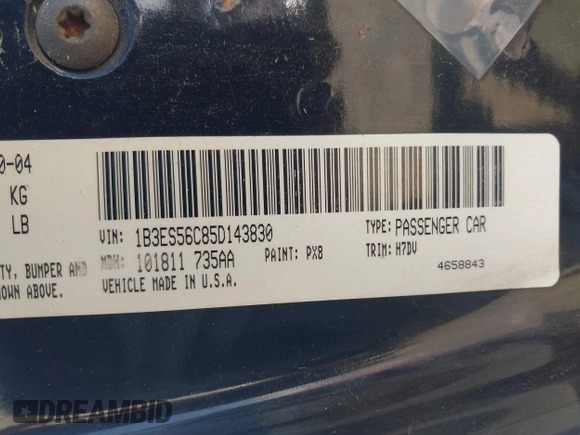 0-04
KG
LB
VIN: 1B3ES56C85D143830
TYPE: PASSENGER CAR
MDH: 101811 735AA
PAINT: PX8
TRIM: H7DV
TY, BUMPER AND
OWN ABOVE.
VEHICLE MADE IN U.S.A.
4658843
DREAMBID